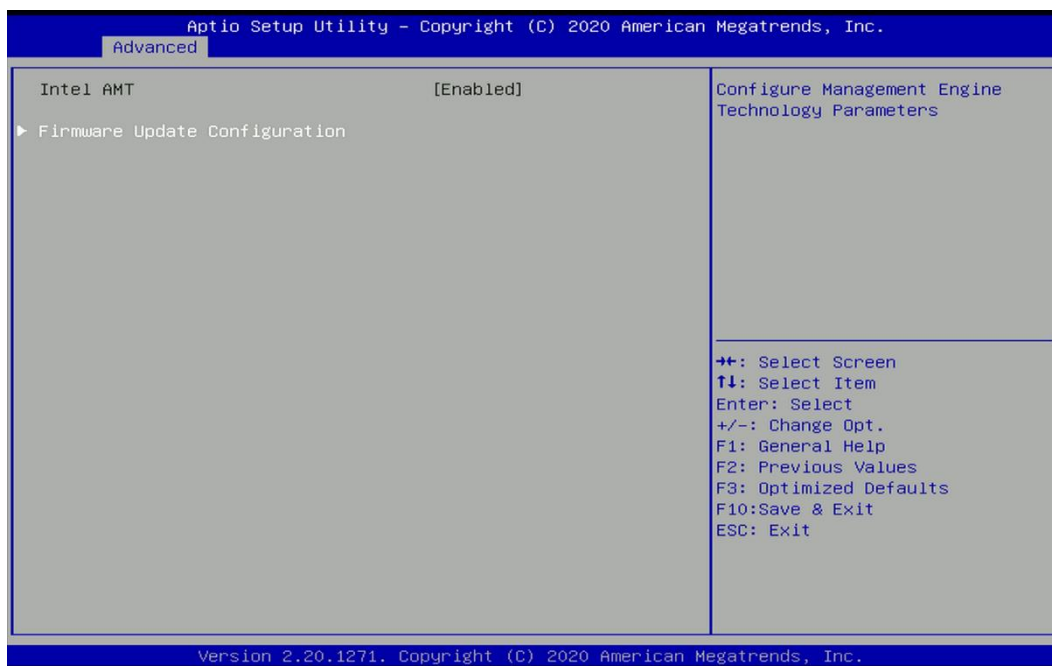 Aptio Setup Utility – Copyright (C) 2020 American Megatrends, Inc.
Advanced
Intel AMT [Enabled]
▶ Firmware Update Configuration
Configure Management Engine
Technology Parameters
→←: Select Screen
↑↓: Select Item
Enter: Select
+/-: Change Opt.
F1: General Help
F2: Previous Values
F3: Optimized Defaults
F10:Save & Exit
ESC: Exit
Version 2.20.1271. Copyright (C) 2020 American Megatrends, Inc.